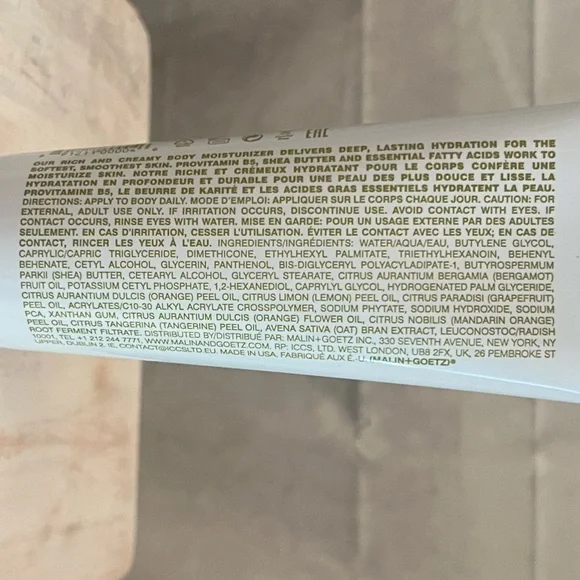 EAC
OUR RICH AND CREAMY BODY MOISTURIZER DELIVERS DEEP, LASTING HYDRATION FOR THE
SOFTEST, SMOOTHEST SKIN. PROVITAMIN B5, SHEA BUTTER AND ESSENTIAL FATTY ACIDS WORK TO
MOISTURIZE SKIN. NOTRE RICHE ET CRÉMEUX HYDRATANT POUR LE CORPS CONFÈRE UNE
HYDRATATION EN PROFONDEUR ET DURABLE POUR UNE PEAU DES PLUS DOUCE ET LISSE. LA
PROVITAMINE B5, LE BEURRE DE KARITÉ ET LES ACIDES GRAS ESSENTIELS HYDRATENT LA PEAU.
DIRECTIONS: APPLY TO BODY DAILY. MODE D'EMPLOI: APPLIQUER SUR LE CORPS CHAQUE JOUR. CAUTION: FOR
EXTERNAL, ADULT USE ONLY. IF IRRITATION OCCURS, DISCONTINUE USE. AVOID CONTACT WITH EYES. IF
CONTACT OCCURS, RINSE EYES WITH WATER. MISE EN GARDE: POUR UN USAGE EXTERNE PAR DES ADULTES
SEULEMENT. EN CAS D'IRRITATION, CESSER L'UTILISATION. ÉVITER LE CONTACT AVEC LES YEUX; EN CAS DE
CONTACT, RINCER LES YEUX À L'EAU. INGREDIENTS/INGRÉDIENTS: WATER/AQUA/EAU, BUTYLENE GLYCOL,
CAPRYLIC/CAPRIC TRIGLYCERIDE, DIMETHICONE, ETHYLHEXYL PALMITATE, TRIETHYLHEXANOIN, BEHENYL
BEHENATE, CETYL ALCOHOL, GLYCERIN, PANTHENOL, BIS-DIGLYCERYL POLYACYLADIPATE-1, BUTYROSPERMUM
PARKII (SHEA) BUTTER, CETEARYL ALCOHOL, GLYCERYL STEARATE, CITRUS AURANTIUM BERGAMIA (BERGAMOT)
FRUIT OIL, POTASSIUM CETYL PHOSPHATE, 1,2-HEXANEDIOL, CAPRYLYL GLYCOL, HYDROGENATED PALM GLYCERIDE,
CITRUS AURANTIUM DULCIS (ORANGE) PEEL OIL, CITRUS LIMON (LEMON) PEEL OIL, CITRUS PARADISI (GRAPEFRUIT)
PEEL OIL, ACRYLATES/C10-30 ALKYL ACRYLATE CROSSPOLYMER, SODIUM PHYTATE, SODIUM HYDROXIDE, SODIUM
PCA, XANTHAN GUM, CITRUS AURANTIUM DULCIS (ORANGE) FLOWER OIL, CITRUS NOBILIS (MANDARIN ORANGE)
PEEL OIL, CITRUS TANGERINA (TANGERINE) PEEL OIL, AVENA SATIVA (OAT) BRAN EXTRACT, LEUCONOSTOC/RADISH
ROOT FERMENT FILTRATE. DISTRIBUTED BY/DISTRIBUÉ PAR: MALIN+GOETZ INC., 330 SEVENTH AVENUE, NEW YORK, NY
10001, TEL +1 212 244 7771, WWW.MALINANDGOETZ.COM. RP: ICCS, LTD. WEST LONDON, UB8 2FX, UK, 26 PEMBROKE ST
UPPER, DUBLIN 2, IE, CONTACT@ICCSLTD.EU. MADE IN USA. FABRIQUÉ AUX É.-U. (MALIN+GOETZ)®